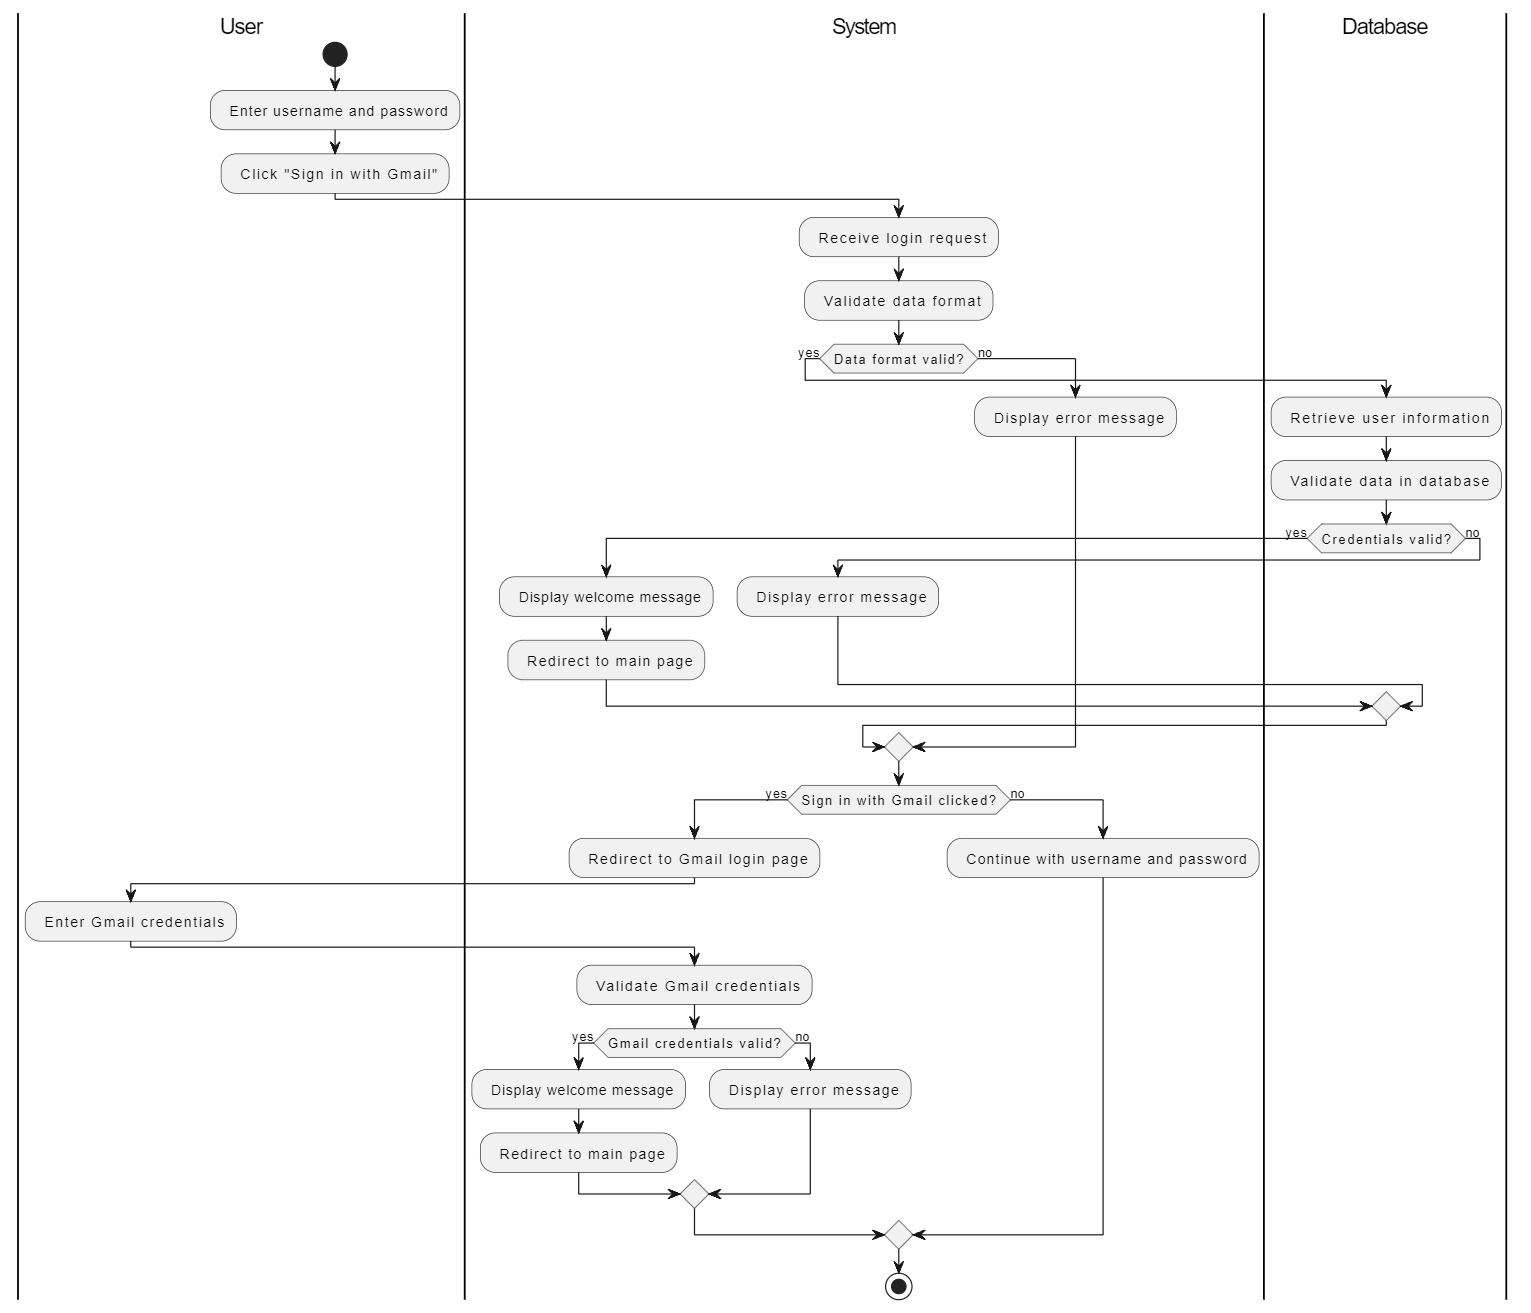 User
System
Database
Enter username and password
Click "Sign in with Gmail"
Receive login request
Validate data format
yes
Data format valid?
no
Display error message
Retrieve user information
Validate data in database
yes
Credentials valid?
no
Display welcome message
Display error message
Redirect to main page
yes
Sign in with Gmail clicked?
no
Redirect to Gmail login page
Continue with username and password
Enter Gmail credentials
Validate Gmail credentials
yes
Gmail credentials valid?
no
Display welcome message
Display error message
Redirect to main page